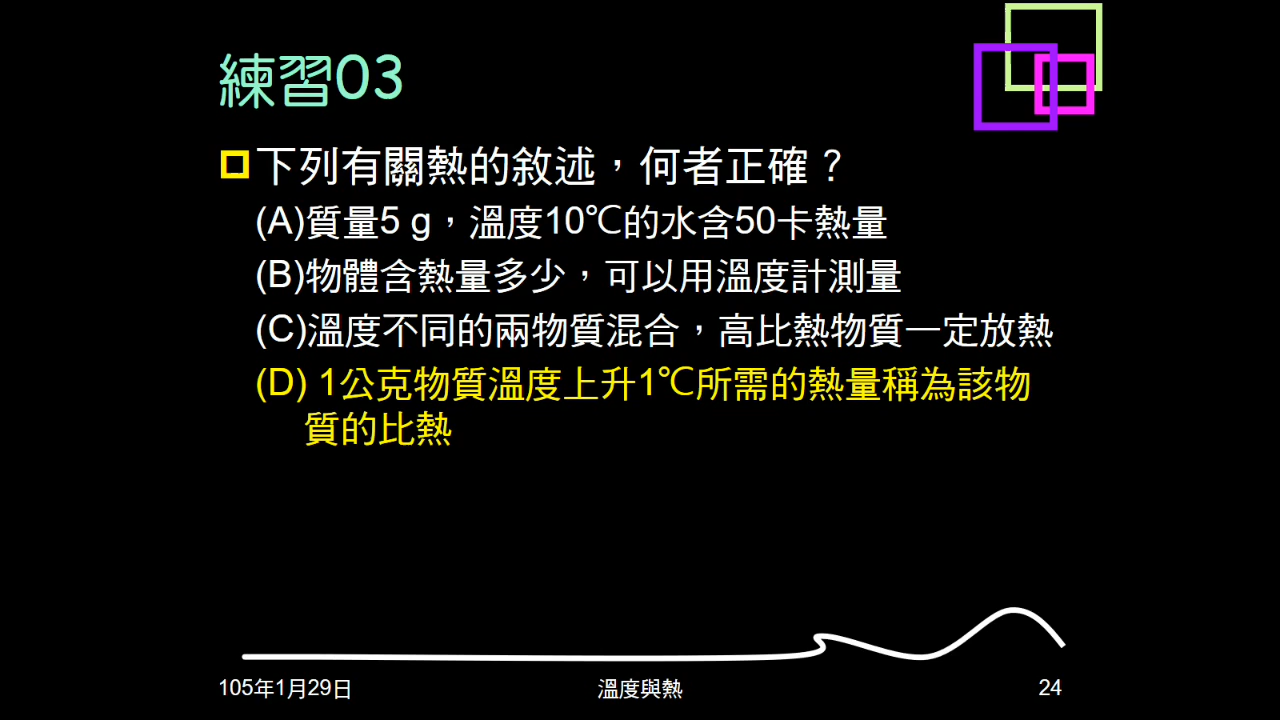 練習03
下列有關熱的敘述，何者正確？
(A)質量5 g，溫度10℃的水含50卡熱量
(B)物體含熱量多少，可以用溫度計測量
(C)溫度不同的兩物質混合，高比熱物質一定放熱
(D) 1公克物質溫度上升1℃所需的熱量稱為該物
質的比熱
105年1月29日
溫度與熱
24